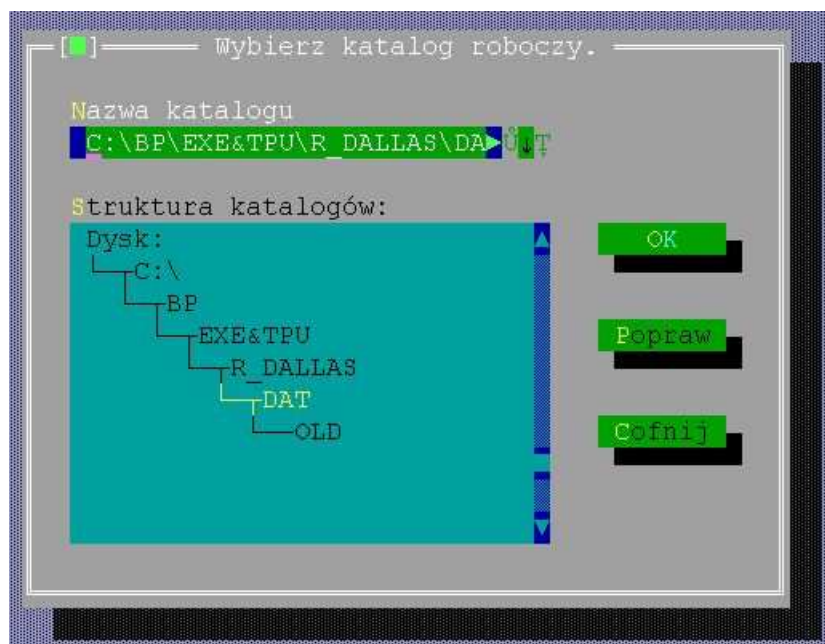 Wybierz katalog roboczy.
Nazwa katalogu
C:\BP\EXE&TPU\R_DALLAS\DA
Struktura katalogów:
Dysk:
C:\
BP
EXE&TPU
R_DALLAS
DAT
OLD
OK
Popraw
Cofnij